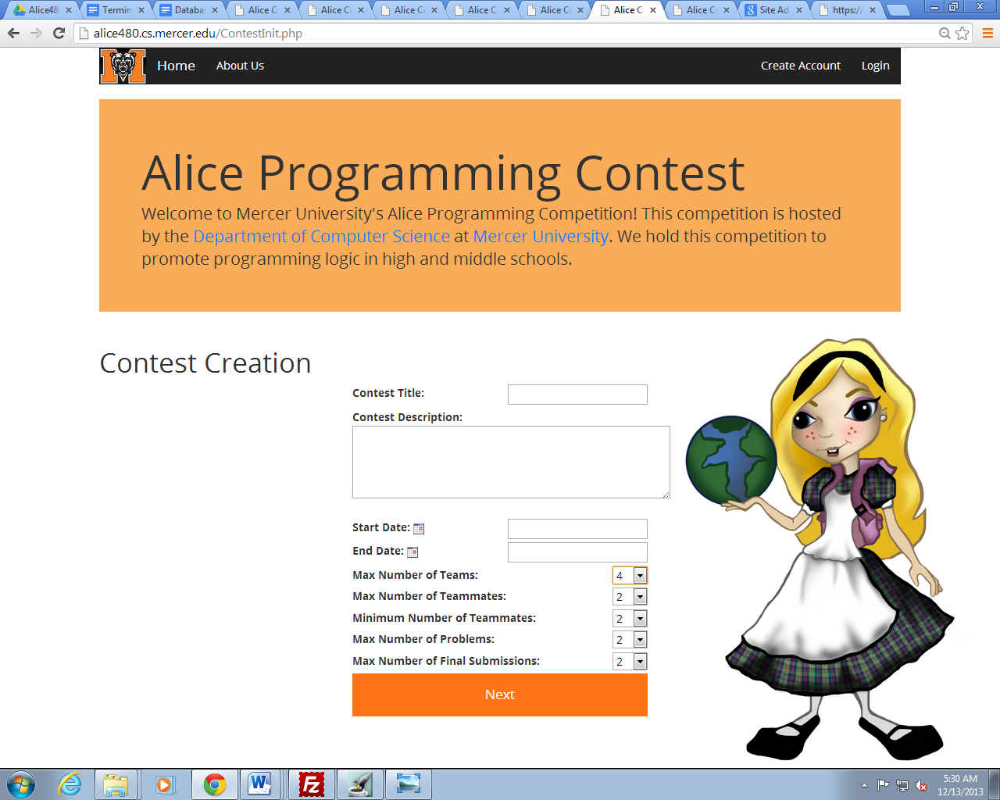 Alice48
Termin
Databa
Alice C
Alice Co
Alice Co
Alice C
Alice Co
Alice C
Alice Co
Site Ad
https://
alice480.cs.mercer.edu/ContestInit.php
Home About Us Create Account Login
Alice Programming Contest
Welcome to Mercer University's Alice Programming Competition! This competition is hosted
by the Department of Computer Science at Mercer University. We hold this competition to
promote programming logic in high and middle schools.
Contest Creation
Contest Title:
Contest Description:
Start Date:
End Date:
Max Number of Teams: 4
Max Number of Teammates: 2
Minimum Number of Teammates: 2
Max Number of Problems: 2
Max Number of Final Submissions: 2
Next
5:30 AM
12/13/2013